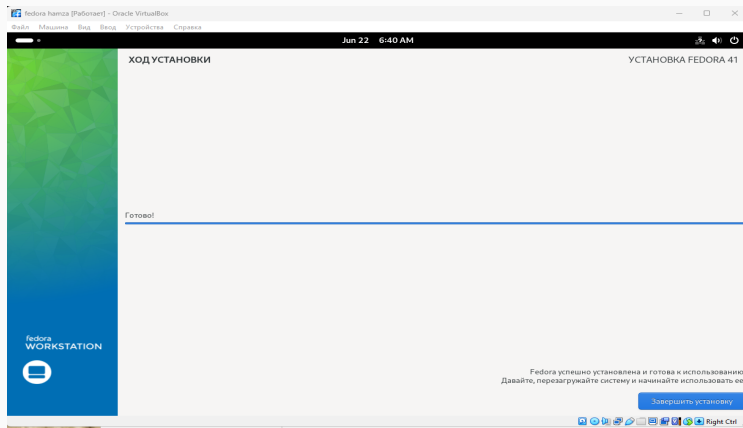 fedora hamza [Работает] - Oracle VirtualBox
Файл Машина Вид Ввод Устройства Справка
Jun 22 6:40 AM
ХОД УСТАНОВКИ
УСТАНОВКА FEDORA 41
Готово!
fedora
WORKSTATION
Fedora успешно установлена и готова к использованию
Давайте, перезагружайте систему и начинайте использовать ее
Завершить установку
Right Ctrl